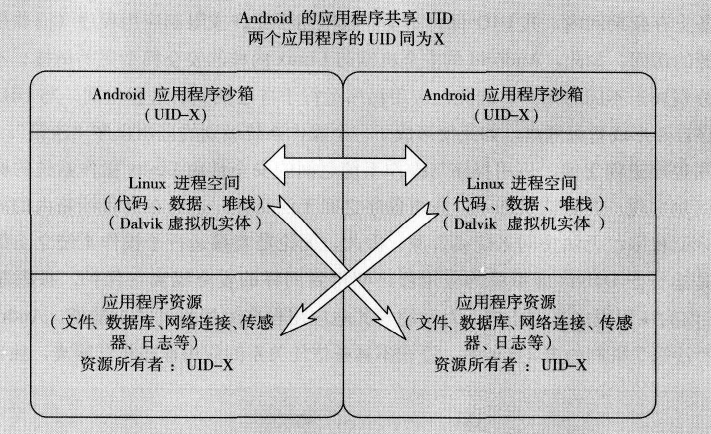 Android 的应用程序共享 UID
两个应用程序的 UID 同为 X
Android 应用程序沙箱
(UID–X)
Linux 进程空间
(代码、数据、堆栈)
(Dalvik 虚拟机实体)
应用程序资源
(文件、数据库、网络连接、传感
器、日志等)
资源所有者:UID–X
Android 应用程序沙箱
(UID–X)
Linux 进程空间
(代码、数据、堆栈)
(Dalvik 虚拟机实体)
应用程序资源
(文件、数据库、网络连接、传感
器、日志等)
资源所有者:UID–X